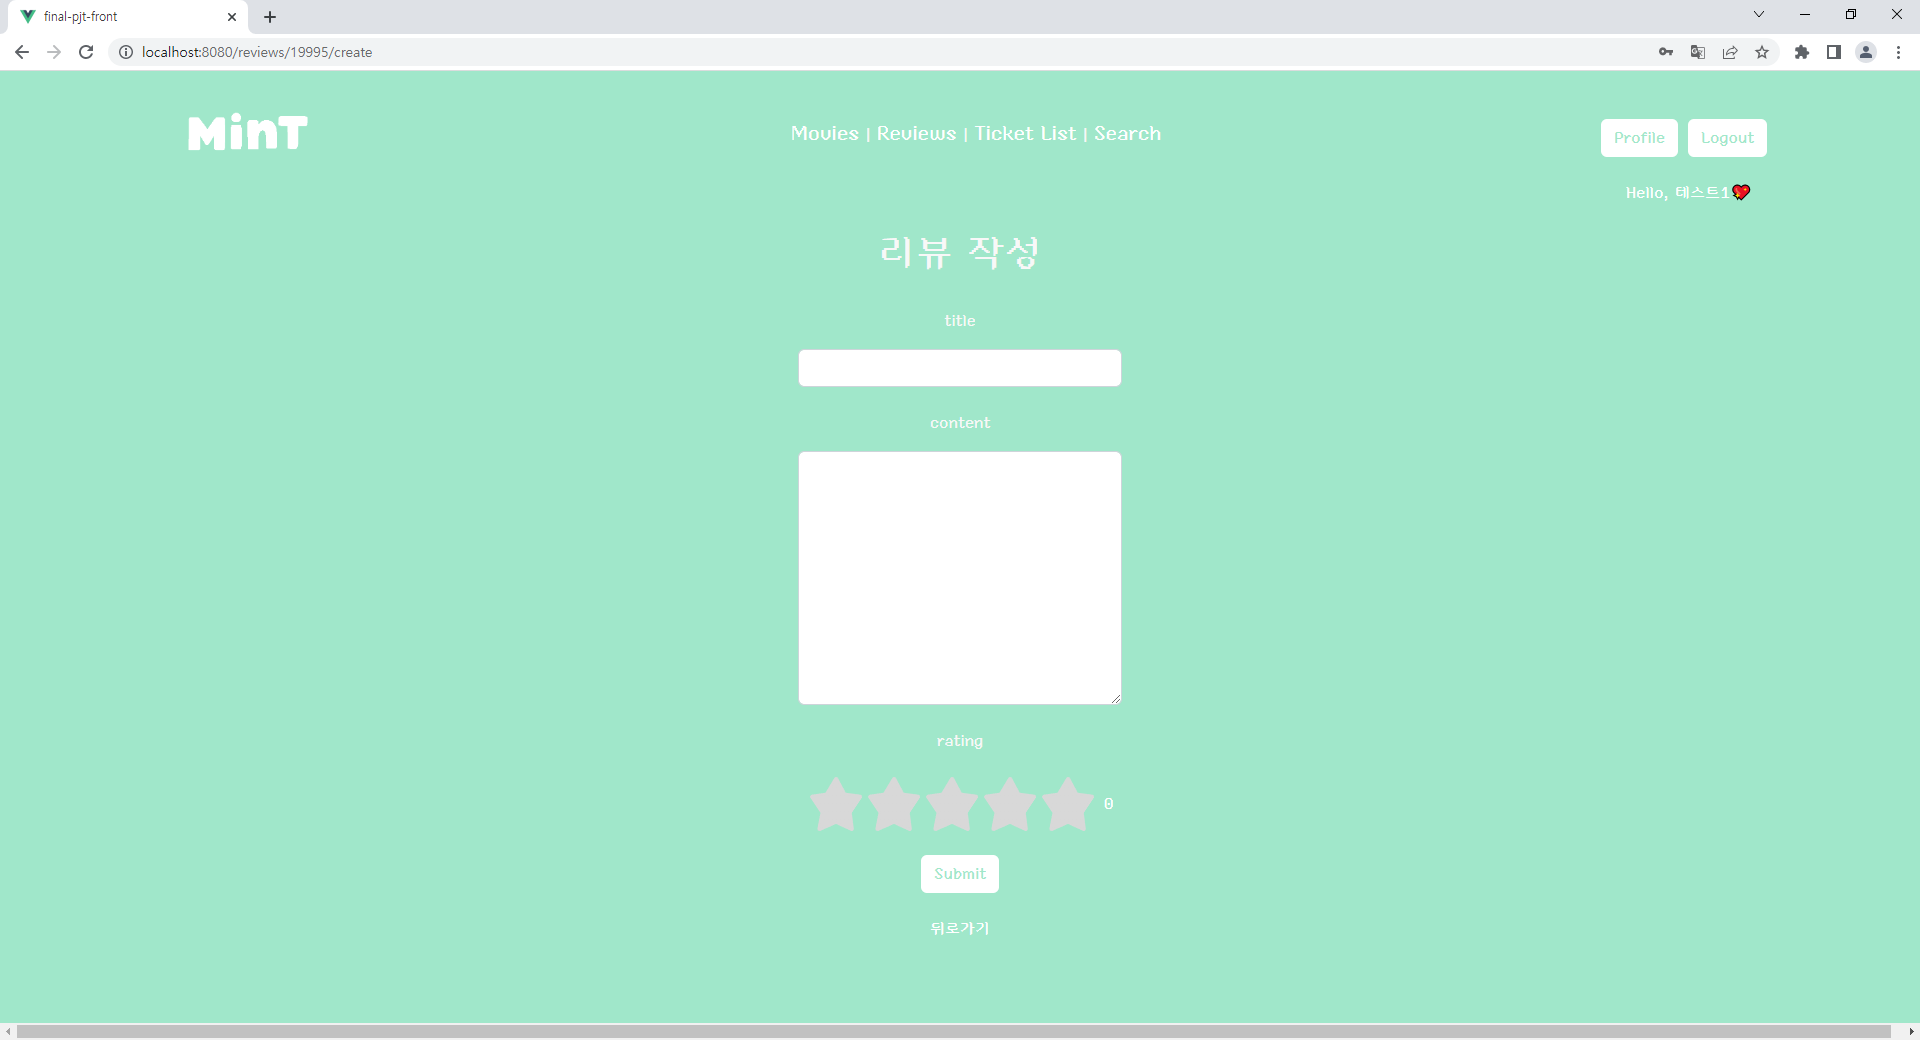 final-pjt-front
localhost:8080/reviews/19995/create
MinT
Movies | Reviews | Ticket List | Search
Profile
Logout
Hello, 테스트1
리뷰 작성
title
content
rating
0
Submit
뒤로가기